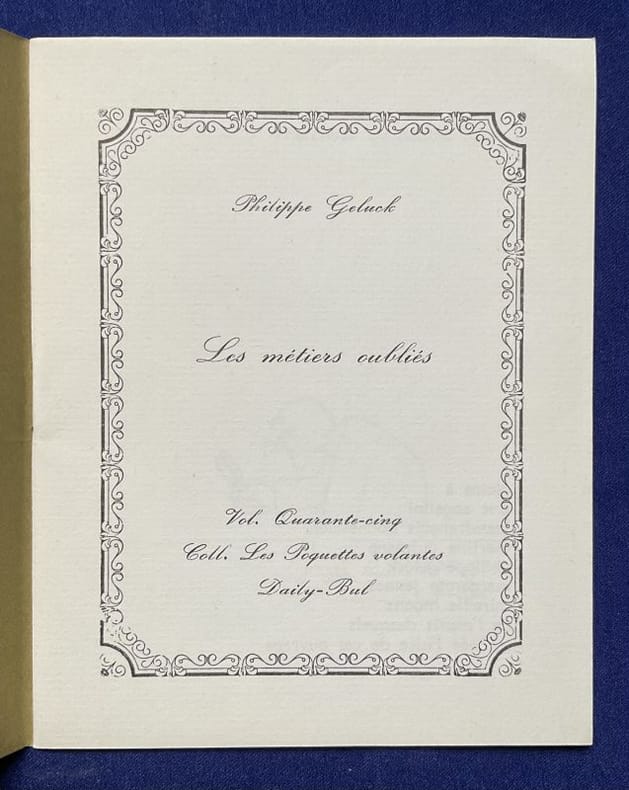 Philippe Geluck
Les métiers oubliés
Vol. Quarante-cinq
Coll. Les Poquettes volantes
Daily-Bul